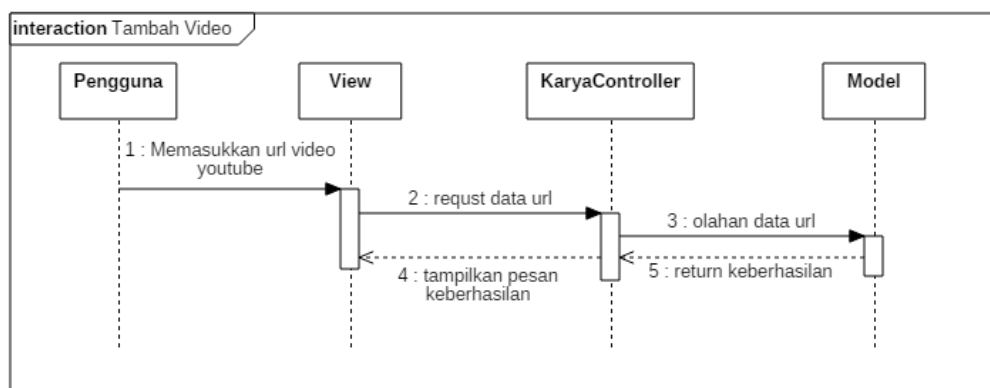 interaction Tambah Video
Pengguna
View
KaryaController
Model
1 : Memasukkan url video
youtube
2 : requst data url
3 : olahan data url
4 : tampilkan pesan
keberhasilan
5 : return keberhasilan